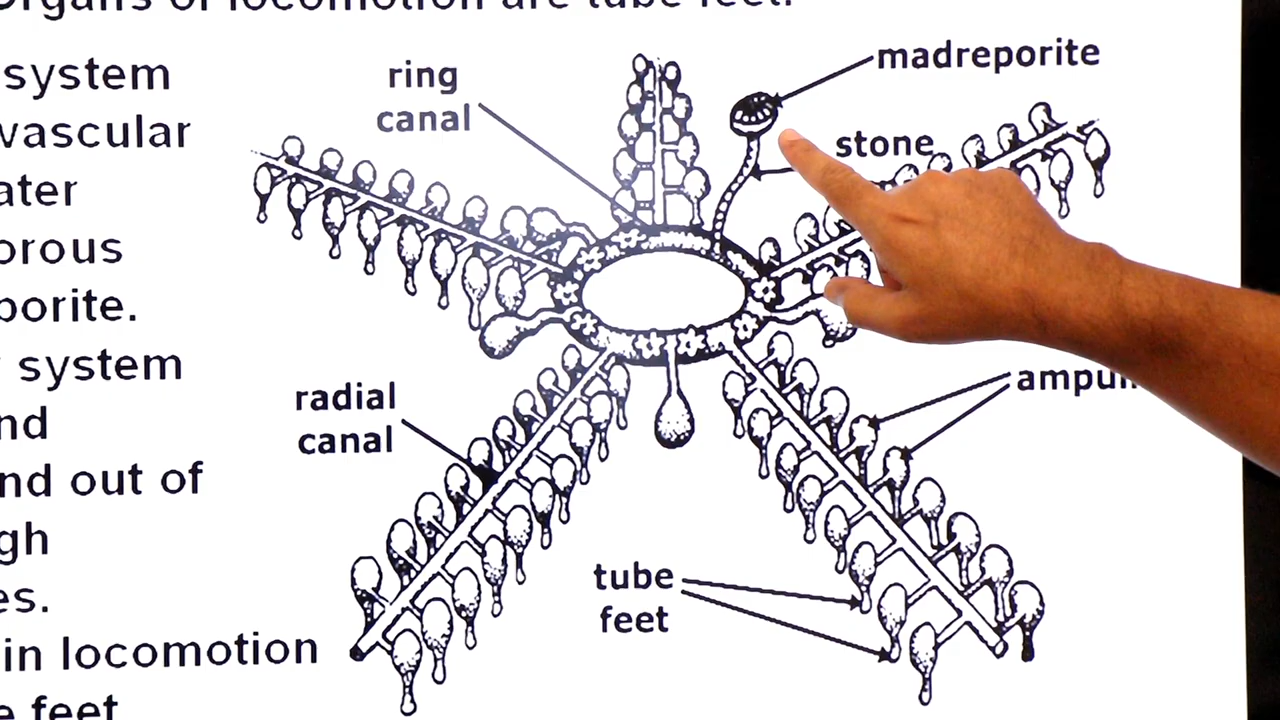 Organs of locomotion are tube feet.
system
vascular
ater
orous
porite.
system
nd
nd out of
gh
es.
in locomotion
e feet
ring
canal
madreporite
stone
radial
canal
ampul
tube
feet